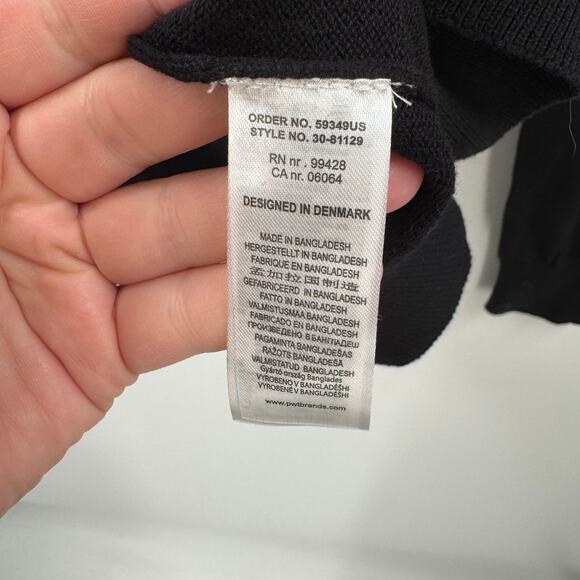 ORDER NO. 59349US
STYLE NO. 30-81129
RN nr. 99428
CA nr. 06064
DESIGNED IN DENMARK
MADE IN BANGLADESH
HERGESTELLT IN BANGLADESH
FABRIQUE EN BANGLADESH
孟加拉国制造
GEFABRICEERD IN BANGLADESH
FATTO IN BANGLADESH
VALMISTUSMAA BANGLADESH
FABRICADO EN BANGLADESH
ПРОИЗВЕДЕНО В БАНГЛАДЕШ
PAGAMINTA BANGLADEŠAS
RAŽOTS BANGLADEŠĀ
VALMISTATUD BANGLADESH
Gyártó ország Banglades
VYROBENO V BANGLADÉŠI
VYROBENÉ V BANGLADÉŠHI
www.pwtbrands.com